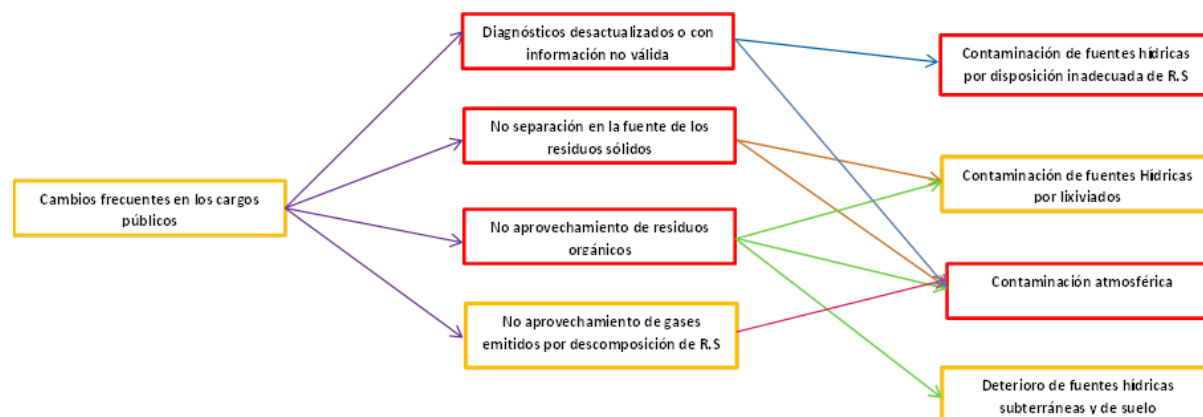 Cambios frecuentes en los cargos
públicos
Diagnósticos desactualizados o con
información no válida
No separación en la fuente de los
residuos sólidos
No aprovechamiento de residuos
orgánicos
No aprovechamiento de gases
emitidos por descomposición de R.S
Contaminación de fuentes hídricas
por disposición inadecuada de R.S
Contaminación de fuentes Hídricas
por lixiviados
Contaminación atmosférica
Deterioro de fuentes hídricas
subterráneas y de suelo